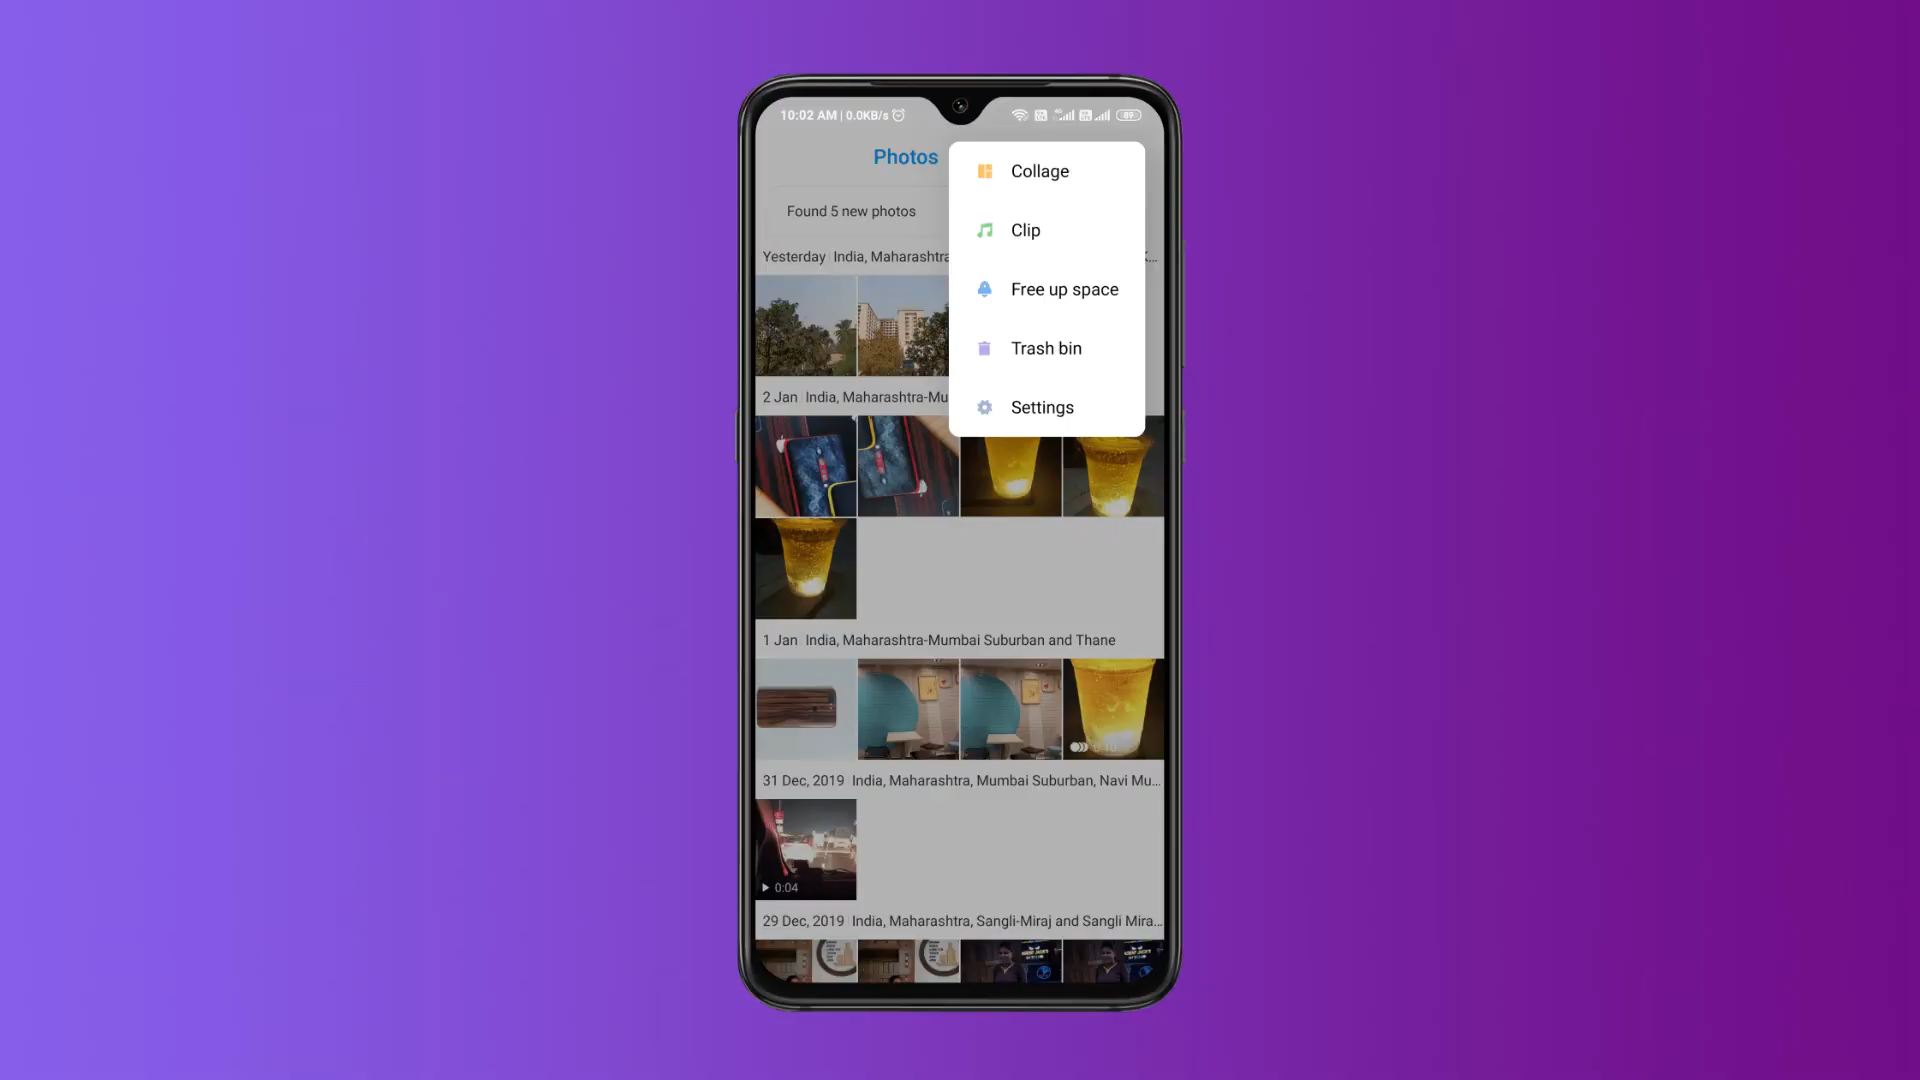 10:02 AM | 0.0KB/s
89
Photos
Collage
Found 5 new photos
Clip
Yesterday India, Maharashtra
K...
Free up space
Trash bin
2 Jan India, Maharashtra-Mu
Settings
1 Jan India, Maharashtra-Mumbai Suburban and Thane
31 Dec, 2019 India, Maharashtra, Mumbai Suburban, Navi Mu...
0:04
29 Dec, 2019 India, Maharashtra, Sangli-Miraj and Sangli Mira...